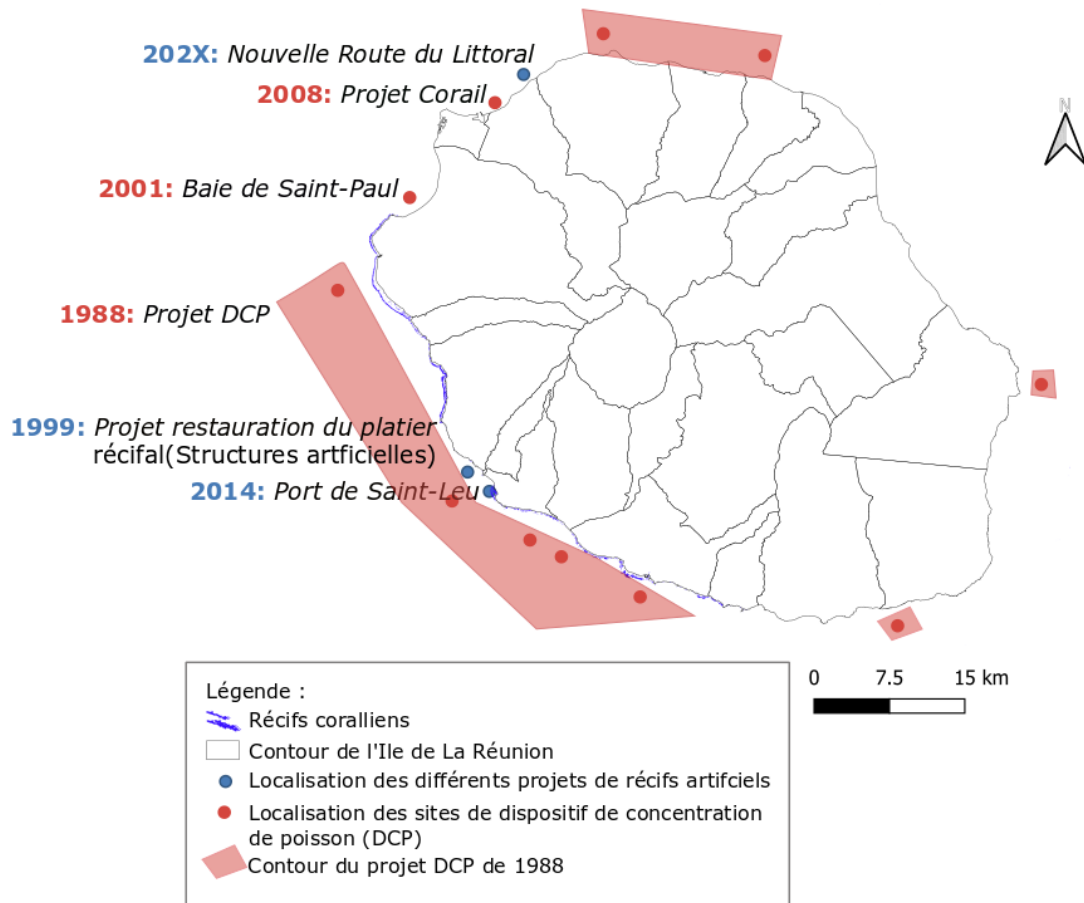 202X: Nouvelle Route du Littoral
2008: Projet Corail
N
2001: Baie de Saint-Paul
1988: Projet DCP
1999: Projet restauration du platier
récifal(Structures artficielles)
2014: Port de Saint-Leu
0 7.5 15 km
Légende :
Récifs coralliens
Contour de l'Ile de La Réunion
Localisation des différents projets de récifs artifciels
Localisation des sites de dispositif de concentration
de poisson (DCP)
Contour du projet DCP de 1988